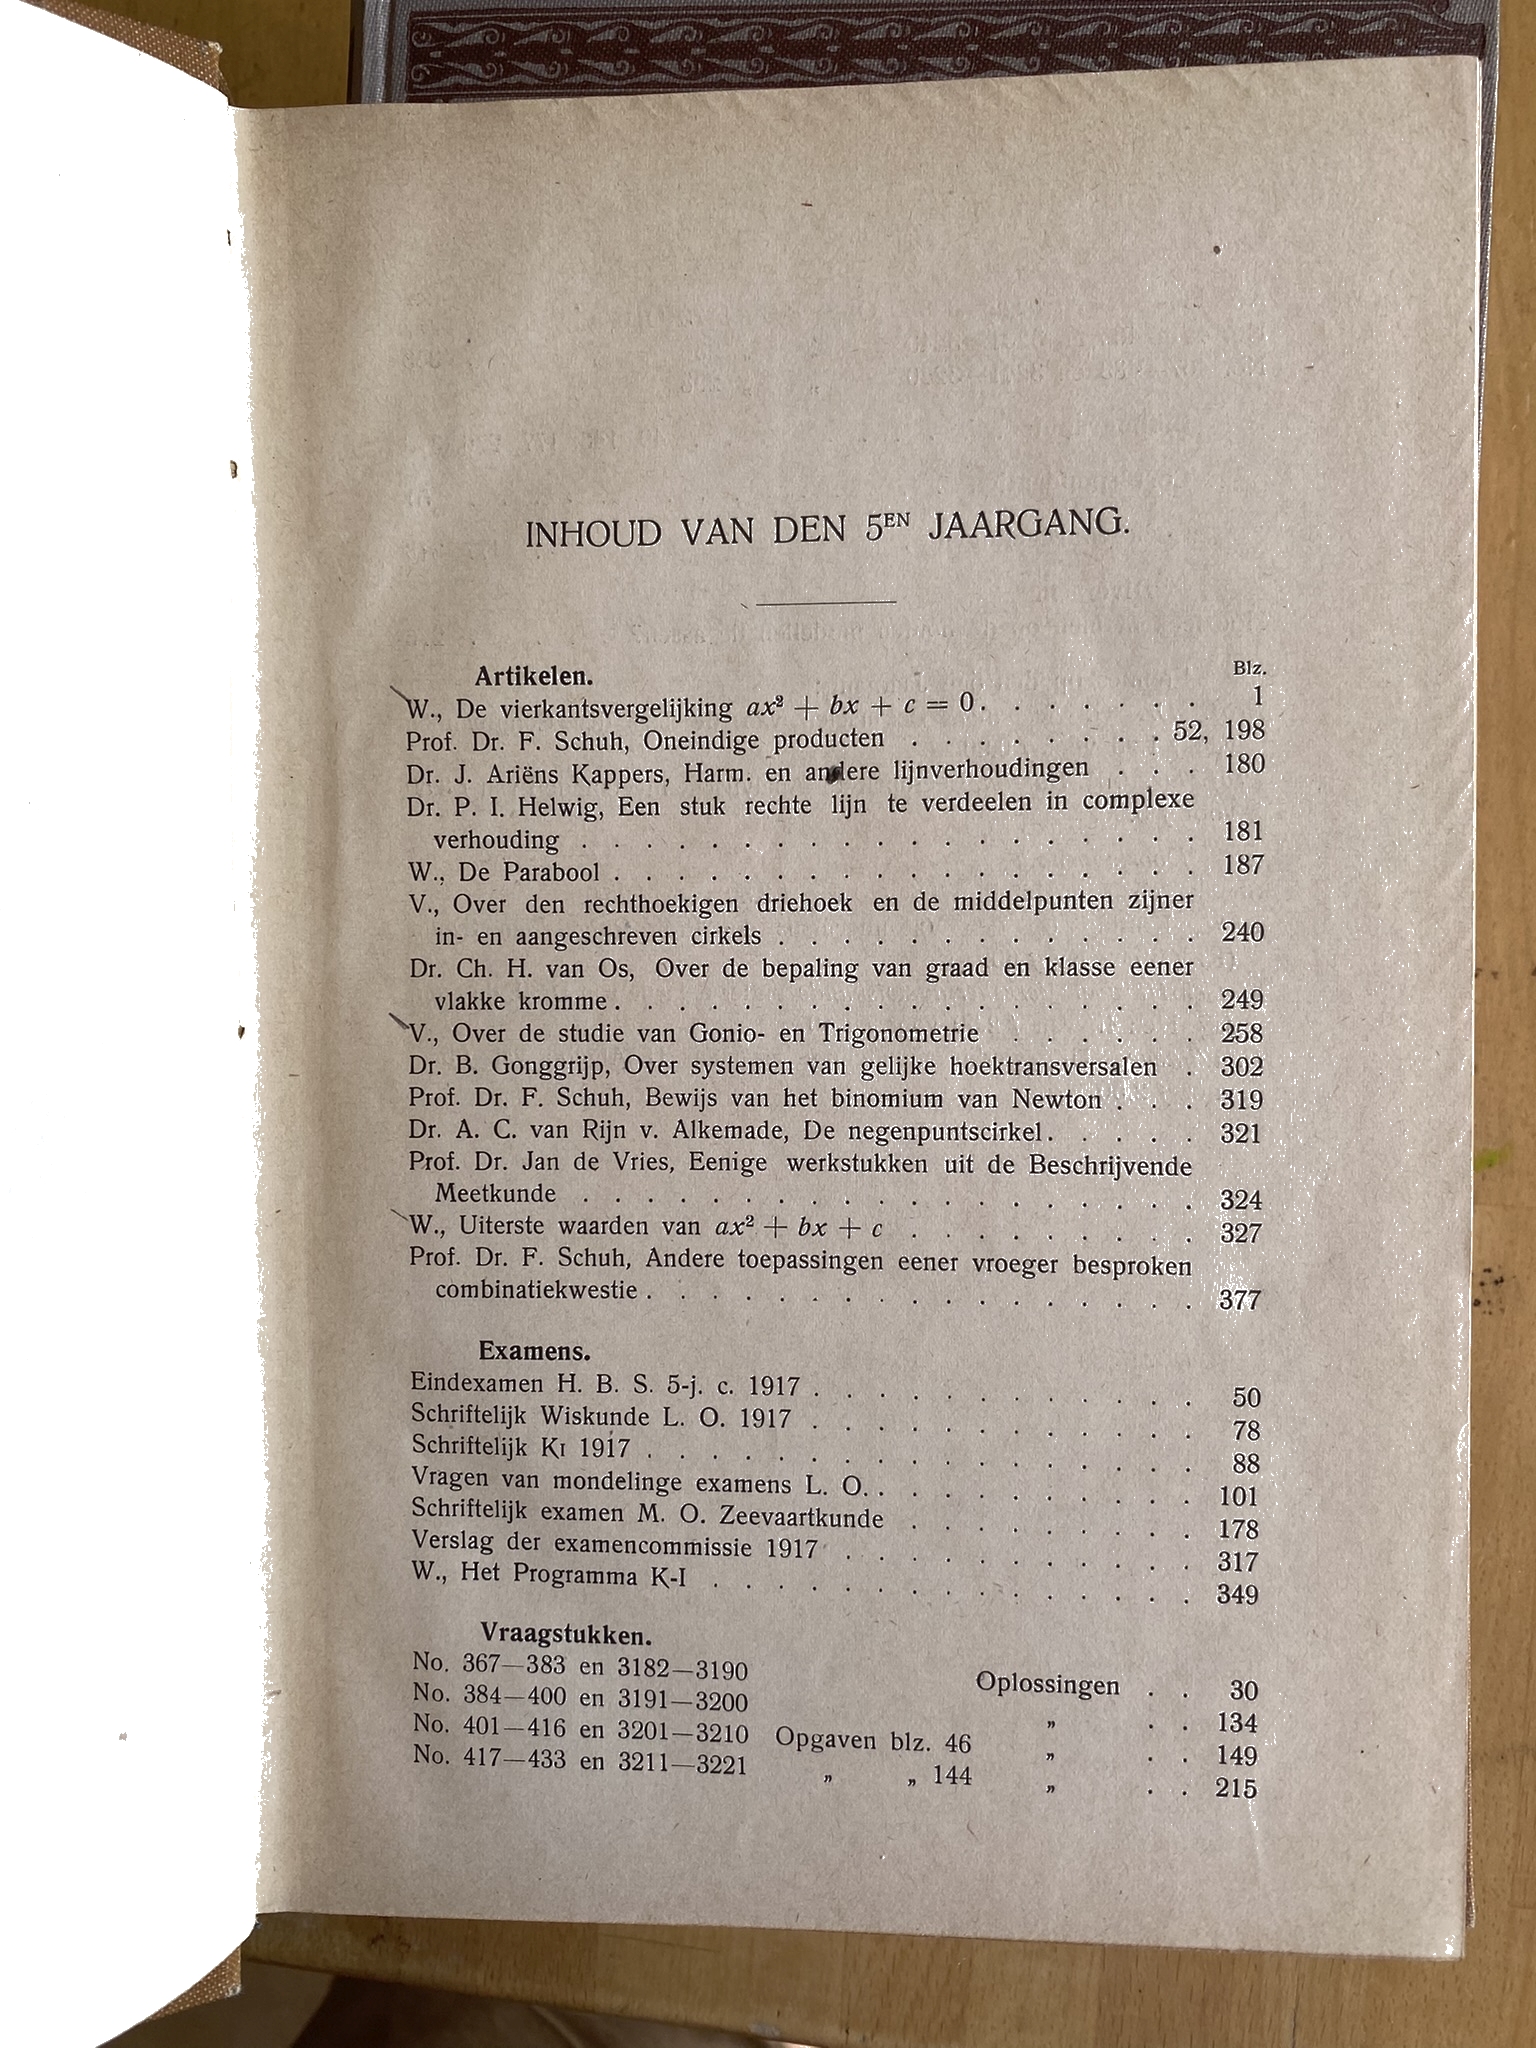 INHOUD VAN DEN 5EN JAARGANG.
Artikelen. Blz.
W., De vierkantsvergelijking ax² + bx + c = 0. . . . . . . . 1
Prof. Dr. F. Schuh, Oneindige producten . . . . . . . . 52, 198
Dr. J. Ariëns Kappers, Harm. en andere lijnverhoudingen . . . 180
Dr. P. I. Helwig, Een stuk rechte lijn te verdeelen in complexe
verhouding . . . . . . . . . . . . . . . . . . . 181
W., De Parabool . . . . . . . . . . . . . . . . . . 187
V., Over den rechthoekigen driehoek en de middelpunten zijner
in- en aangeschreven cirkels . . . . . . . . . . . . . 240
Dr. Ch. H. van Os, Over de bepaling van graad en klasse eener
vlakke kromme . . . . . . . . . . . . . . . . . . 249
V., Over de studie van Gonio- en Trigonometrie . . . . . . 258
Dr. B. Gonggrijp, Over systemen van gelijke hoektransversalen . 302
Prof. Dr. F. Schuh, Bewijs van het binomium van Newton . . . 319
Dr. A. C. van Rijn v. Alkemade, De negenpuntscirkel. . . . . 321
Prof. Dr. Jan de Vries, Eenige werkstukken uit de Beschrijvende
Meetkunde . . . . . . . . . . . . . . . . . . . 324
W., Uiterste waarden van ax² + bx + c . . . . . . . . . 327
Prof. Dr. F. Schuh, Andere toepassingen eener vroeger besproken
combinatiekwestie . . . . . . . . . . . . . . . . . 377
Examens.
Eindexamen H. B. S. 5-j. c. 1917 . . . . . . . . . . . . 50
Schriftelijk Wiskunde L. O. 1917 . . . . . . . . . . . . 78
Schriftelijk KI 1917 . . . . . . . . . . . . . . . . . 88
Vragen van mondelinge examens L. O. . . . . . . . . . . 101
Schriftelijk examen M. O. Zeevaartkunde . . . . . . . . . 178
Verslag der examencommissie 1917 . . . . . . . . . . . 317
W., Het Programma K-I . . . . . . . . . . . . . . . 349
Vraagstukken.
No. 367—383 en 3182—3190 Oplossingen . . 30
No. 384—400 en 3191—3200 „ . . 134
No. 401—416 en 3201—3210 Opgaven blz. 46 „ . . 149
No. 417—433 en 3211—3221 „ „ 144 „ . . 215